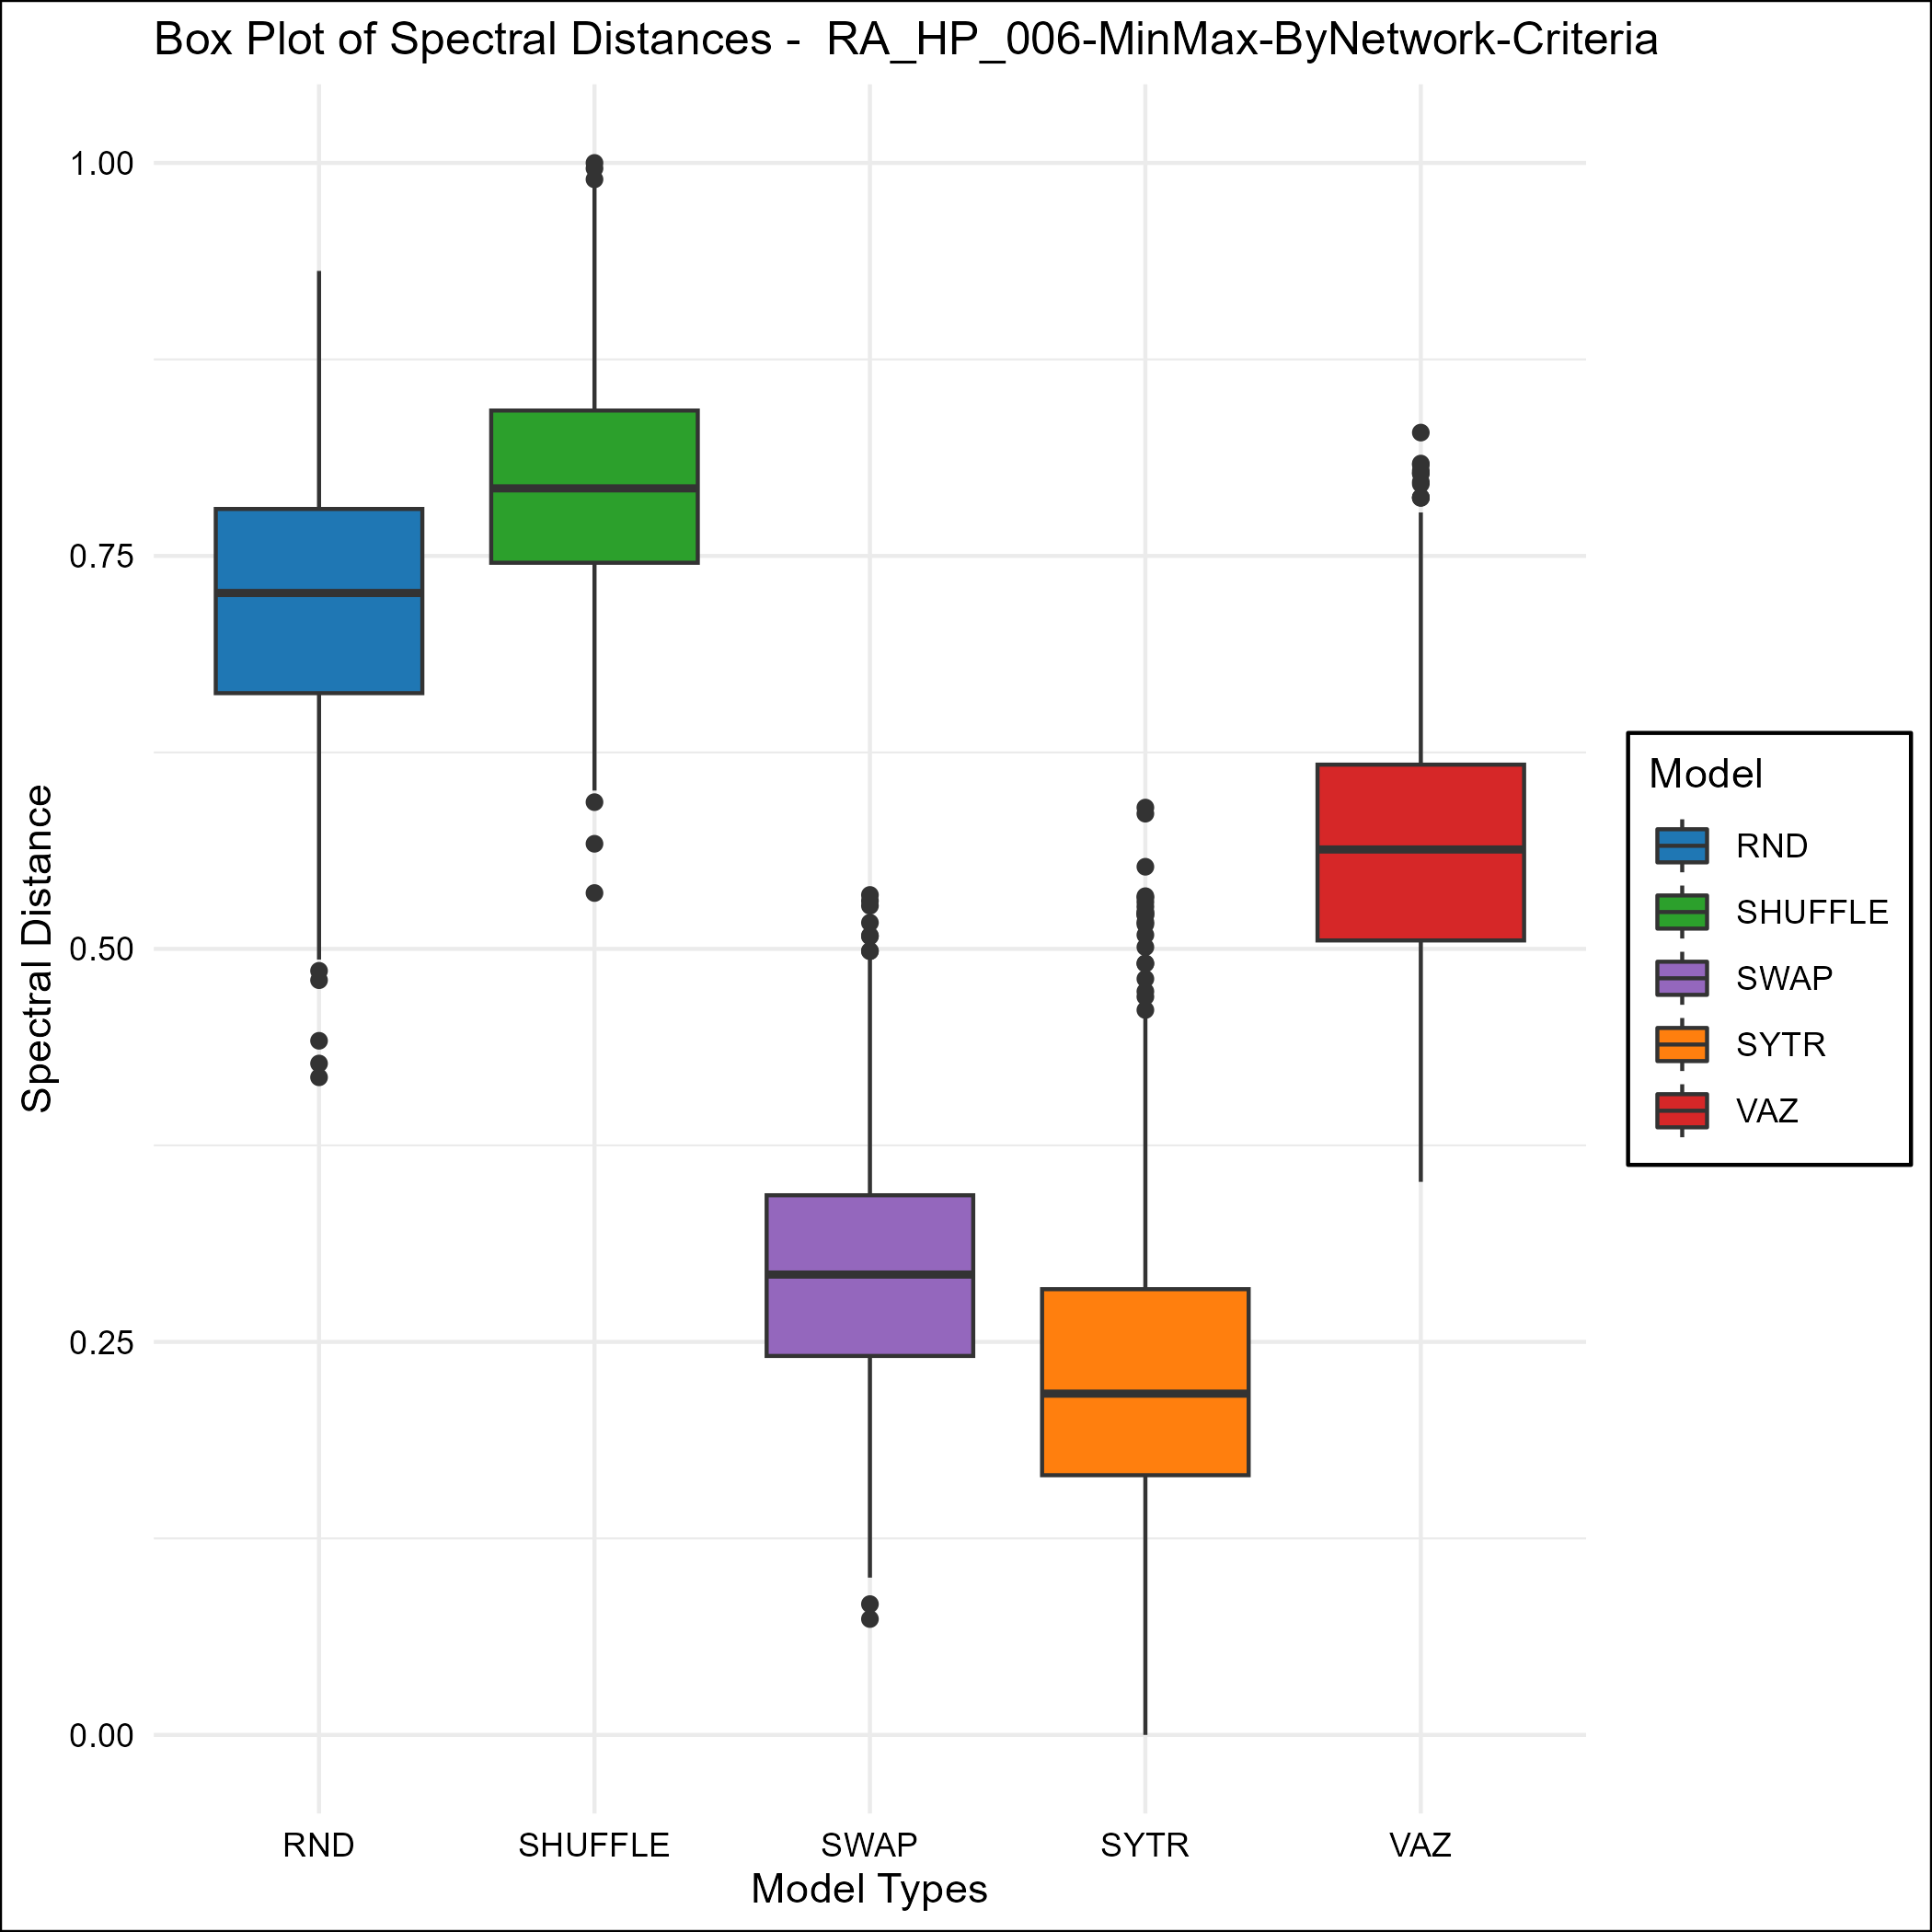 Box Plot of Spectral Distances -  RA_HP_006-MinMax-ByNetwork-Criteria
Spectral Distance
1.00
0.75
0.50
0.25
0.00
RND
SHUFFLE
SWAP
SYTR
VAZ
Model Types
Model
RND
SHUFFLE
SWAP
SYTR
VAZ